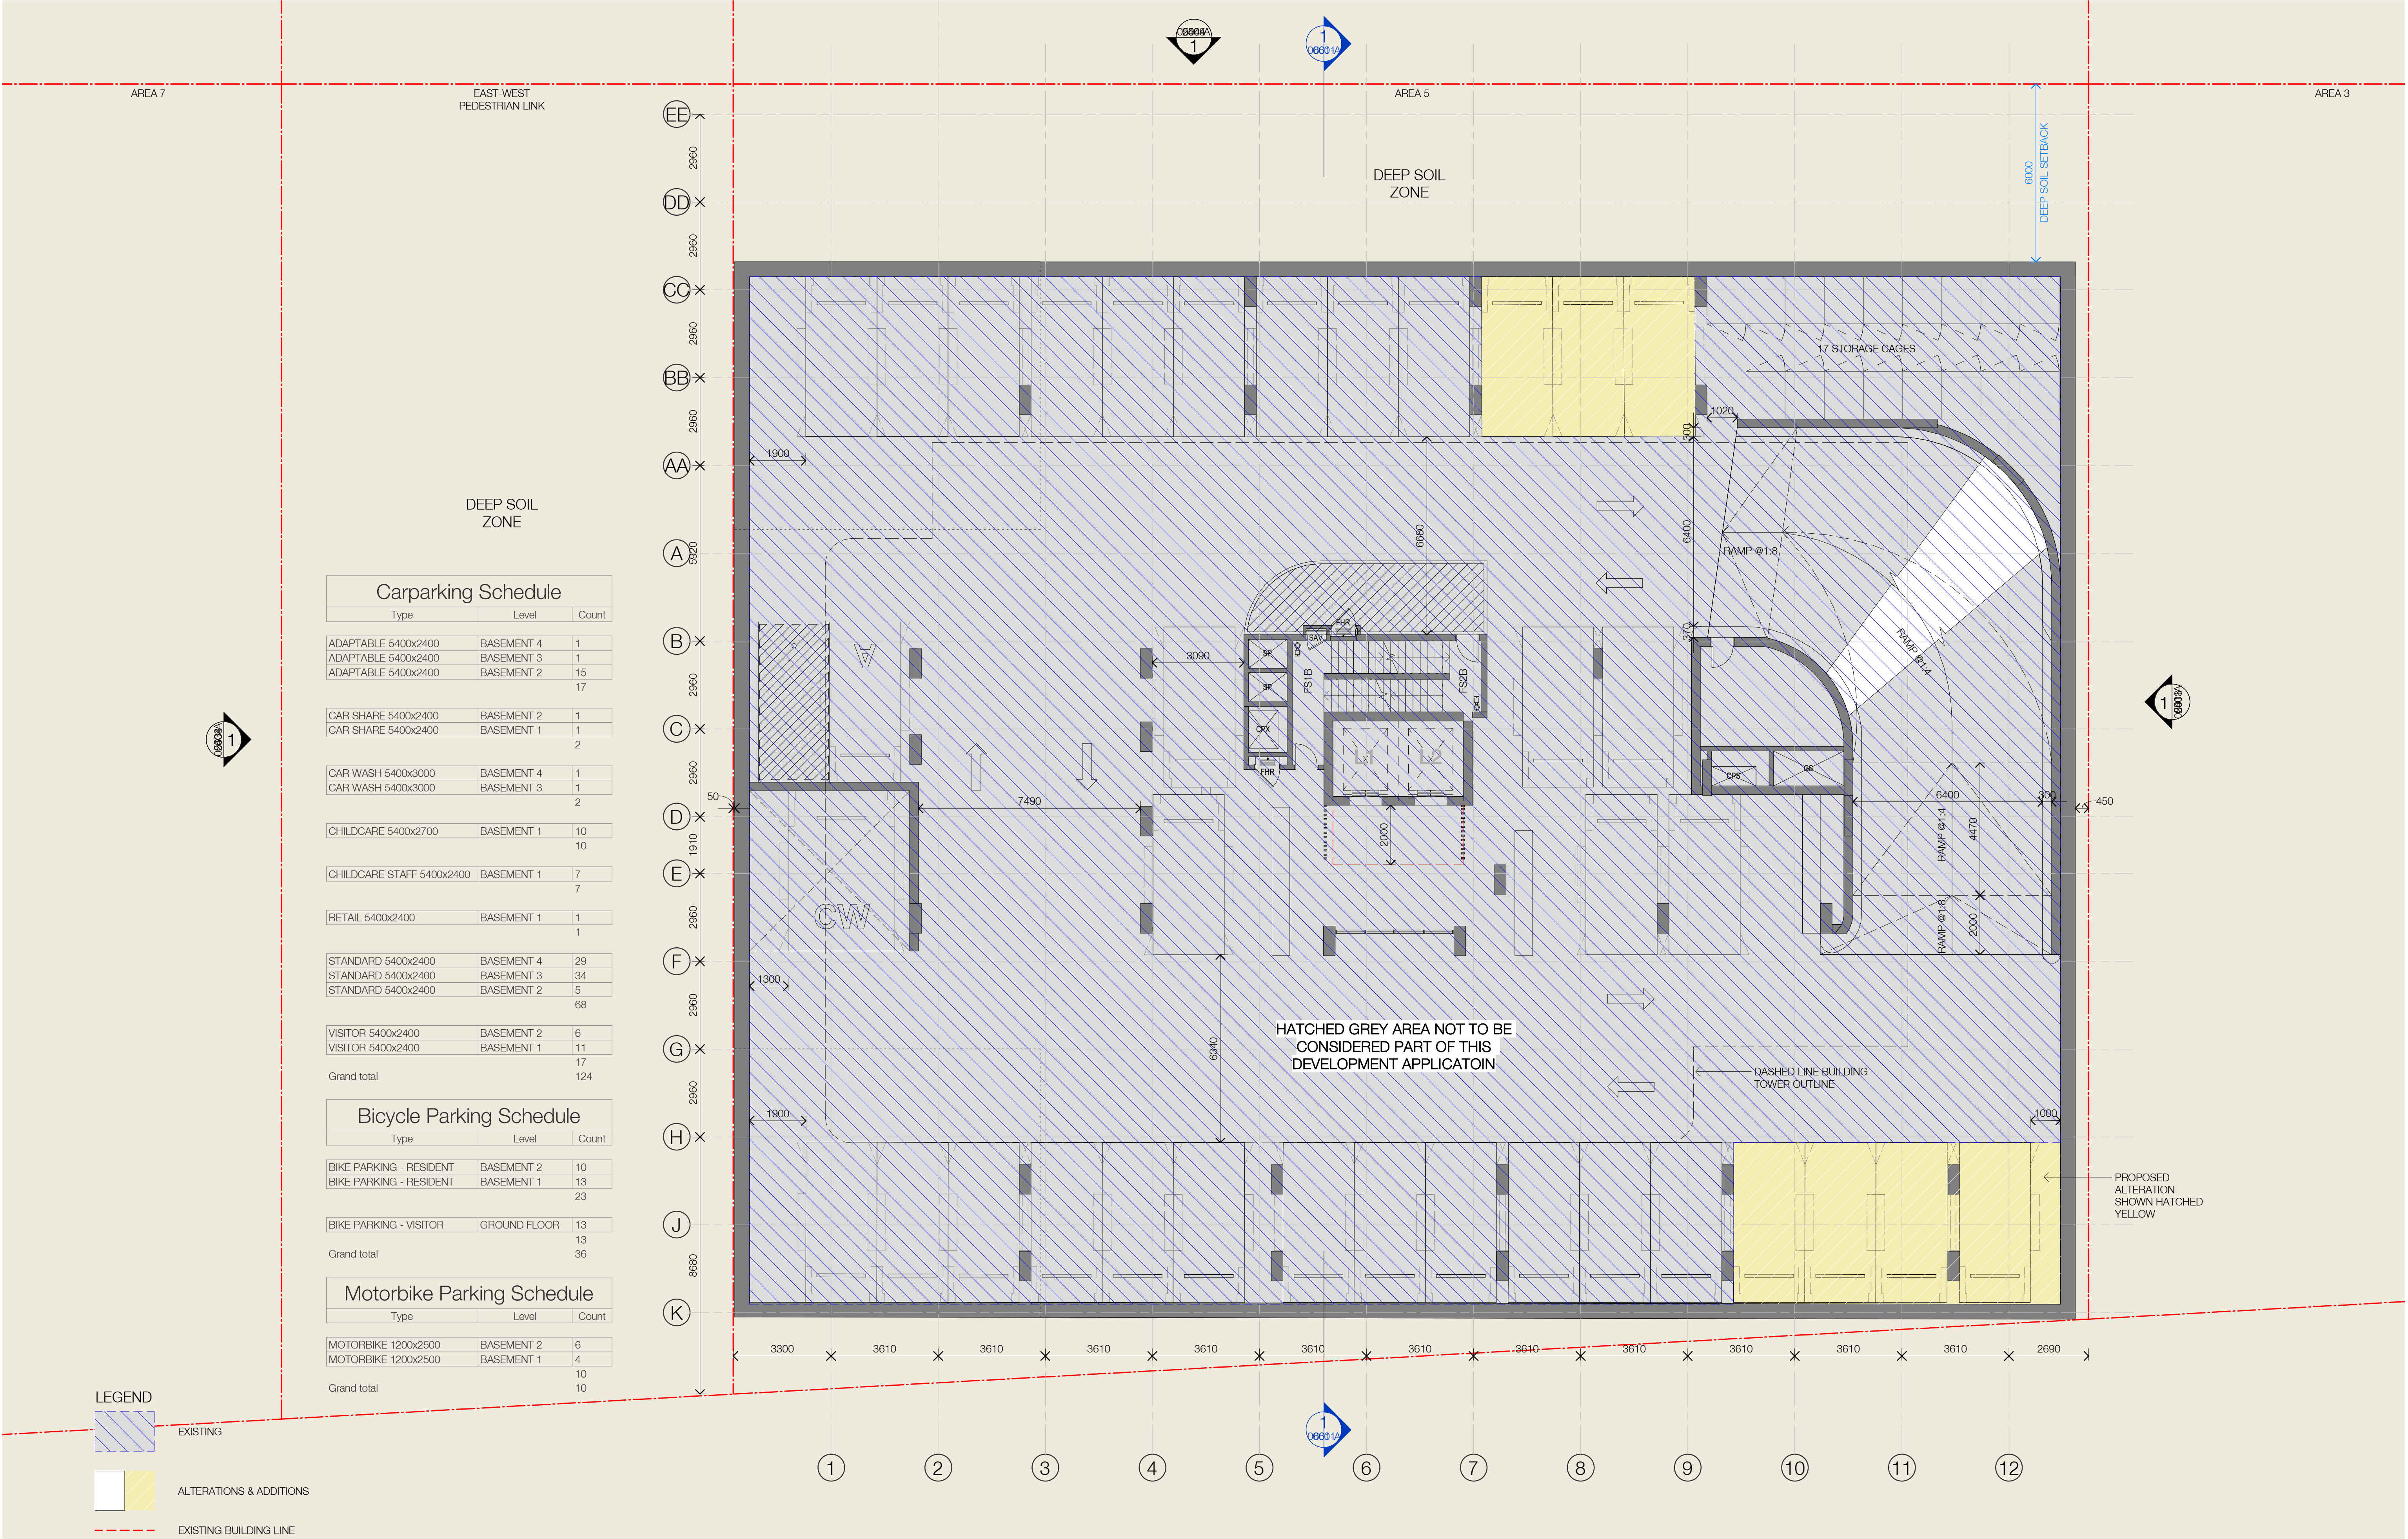 1
1
AREA 7
EAST-WEST
PEDESTRIAN LINK
AREA 5
AREA 3
EE
2960
DD
2960
CC
2960
BB
2960
AA
5920
A
B
2960
C
2960
D
1910
E
2960
F
2960
G
2960
H
J
8680
K
DEEP SOIL
ZONE
6000
DEEP SOIL SETBACK
DEEP SOIL
ZONE
17 STORAGE CAGES
1020
300
1900
6680
6400
RAMP @1:8
RAMP @1:4
370
3090
SAV
FHR
SP
SP
CPX
FHR
FS1B
FS2B
L1
L2
A
CPS
GS
50
7490
2000
6400
300
450
4470
RAMP @1:4
RAMP @1:8
2000
CW
1300
6340
HATCHED GREY AREA NOT TO BE
CONSIDERED PART OF THIS
DEVELOPMENT APPLICATOIN
DASHED LINE BUILDING
TOWER OUTLINE
1900
1000
PROPOSED
ALTERATION
SHOWN HATCHED
YELLOW
1
1
Carparking Schedule
Type Level Count
ADAPTABLE 5400x2400 BASEMENT 4 1
ADAPTABLE 5400x2400 BASEMENT 3 1
ADAPTABLE 5400x2400 BASEMENT 2 15
17
CAR SHARE 5400x2400 BASEMENT 2 1
CAR SHARE 5400x2400 BASEMENT 1 1
2
CAR WASH 5400x3000 BASEMENT 4 1
CAR WASH 5400x3000 BASEMENT 3 1
2
CHILDCARE 5400x2700 BASEMENT 1 10
10
CHILDCARE STAFF 5400x2400 BASEMENT 1 7
7
RETAIL 5400x2400 BASEMENT 1 1
1
STANDARD 5400x2400 BASEMENT 4 29
STANDARD 5400x2400 BASEMENT 3 34
STANDARD 5400x2400 BASEMENT 2 5
68
VISITOR 5400x2400 BASEMENT 2 6
VISITOR 5400x2400 BASEMENT 1 11
17
Grand total 124
Bicycle Parking Schedule
Type Level Count
BIKE PARKING - RESIDENT BASEMENT 2 10
BIKE PARKING - RESIDENT BASEMENT 1 13
23
BIKE PARKING - VISITOR GROUND FLOOR 13
13
Grand total 36
Motorbike Parking Schedule
Type Level Count
MOTORBIKE 1200x2500 BASEMENT 2 6
MOTORBIKE 1200x2500 BASEMENT 1 4
10
Grand total 10
3300 3610 3610 3610 3610 3610 3610 3610 3610 3610 3610 3610 2690
1
1 2 3 4 5 6 7 8 9 10 11 12
LEGEND
EXISTING
ALTERATIONS & ADDITIONS
EXISTING BUILDING LINE